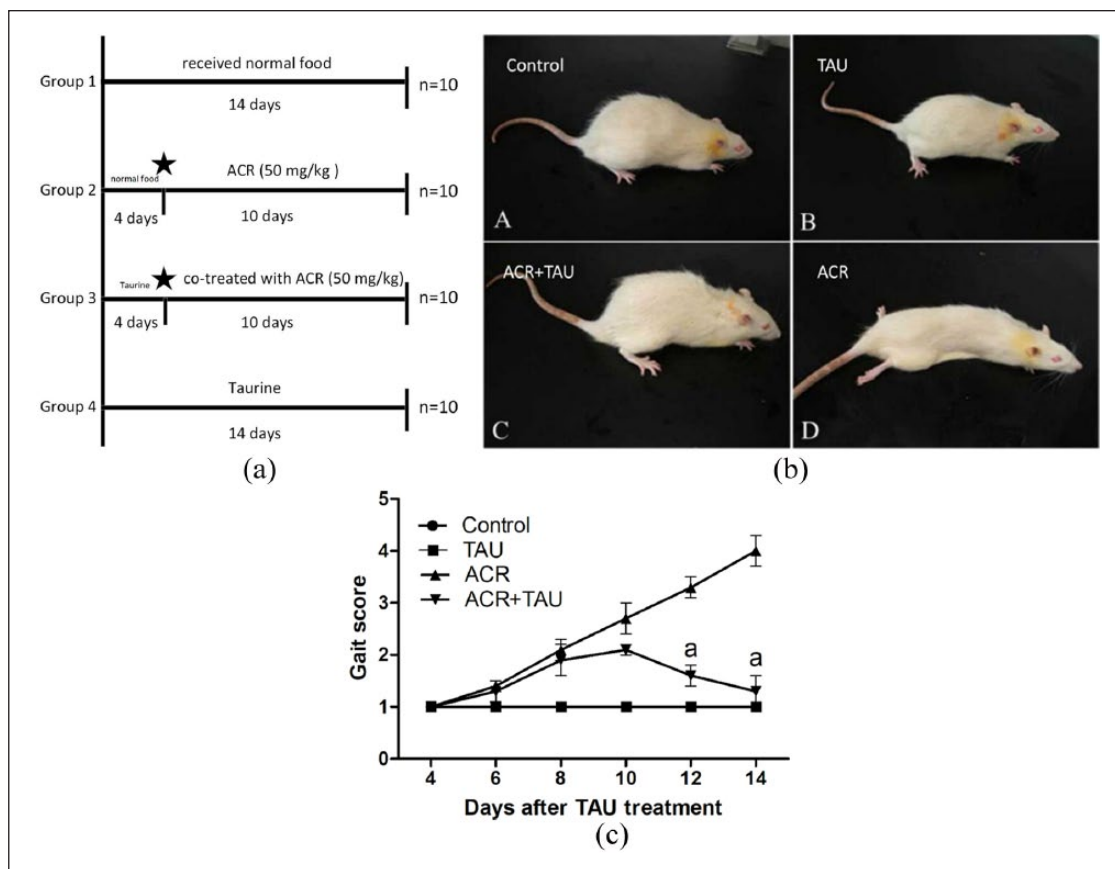 received normal food
Group 1
n=10
14 days
ACR (50 mg/kg )
normal food
Group 2
n=10
4 days
10 days
co-treated with ACR (50 mg/kg)
Taurine
Group 3
n=10
4 days
10 days
Taurine
Group 4
n=10
14 days
(a)
Control
A
TAU
B
ACR+TAU
C
ACR
D
(b)
5
4
3
2
1
0
Gait score
Control
TAU
ACR
ACR+TAU
a
a
4 6 8 10 12 14
Days after TAU treatment
(c)